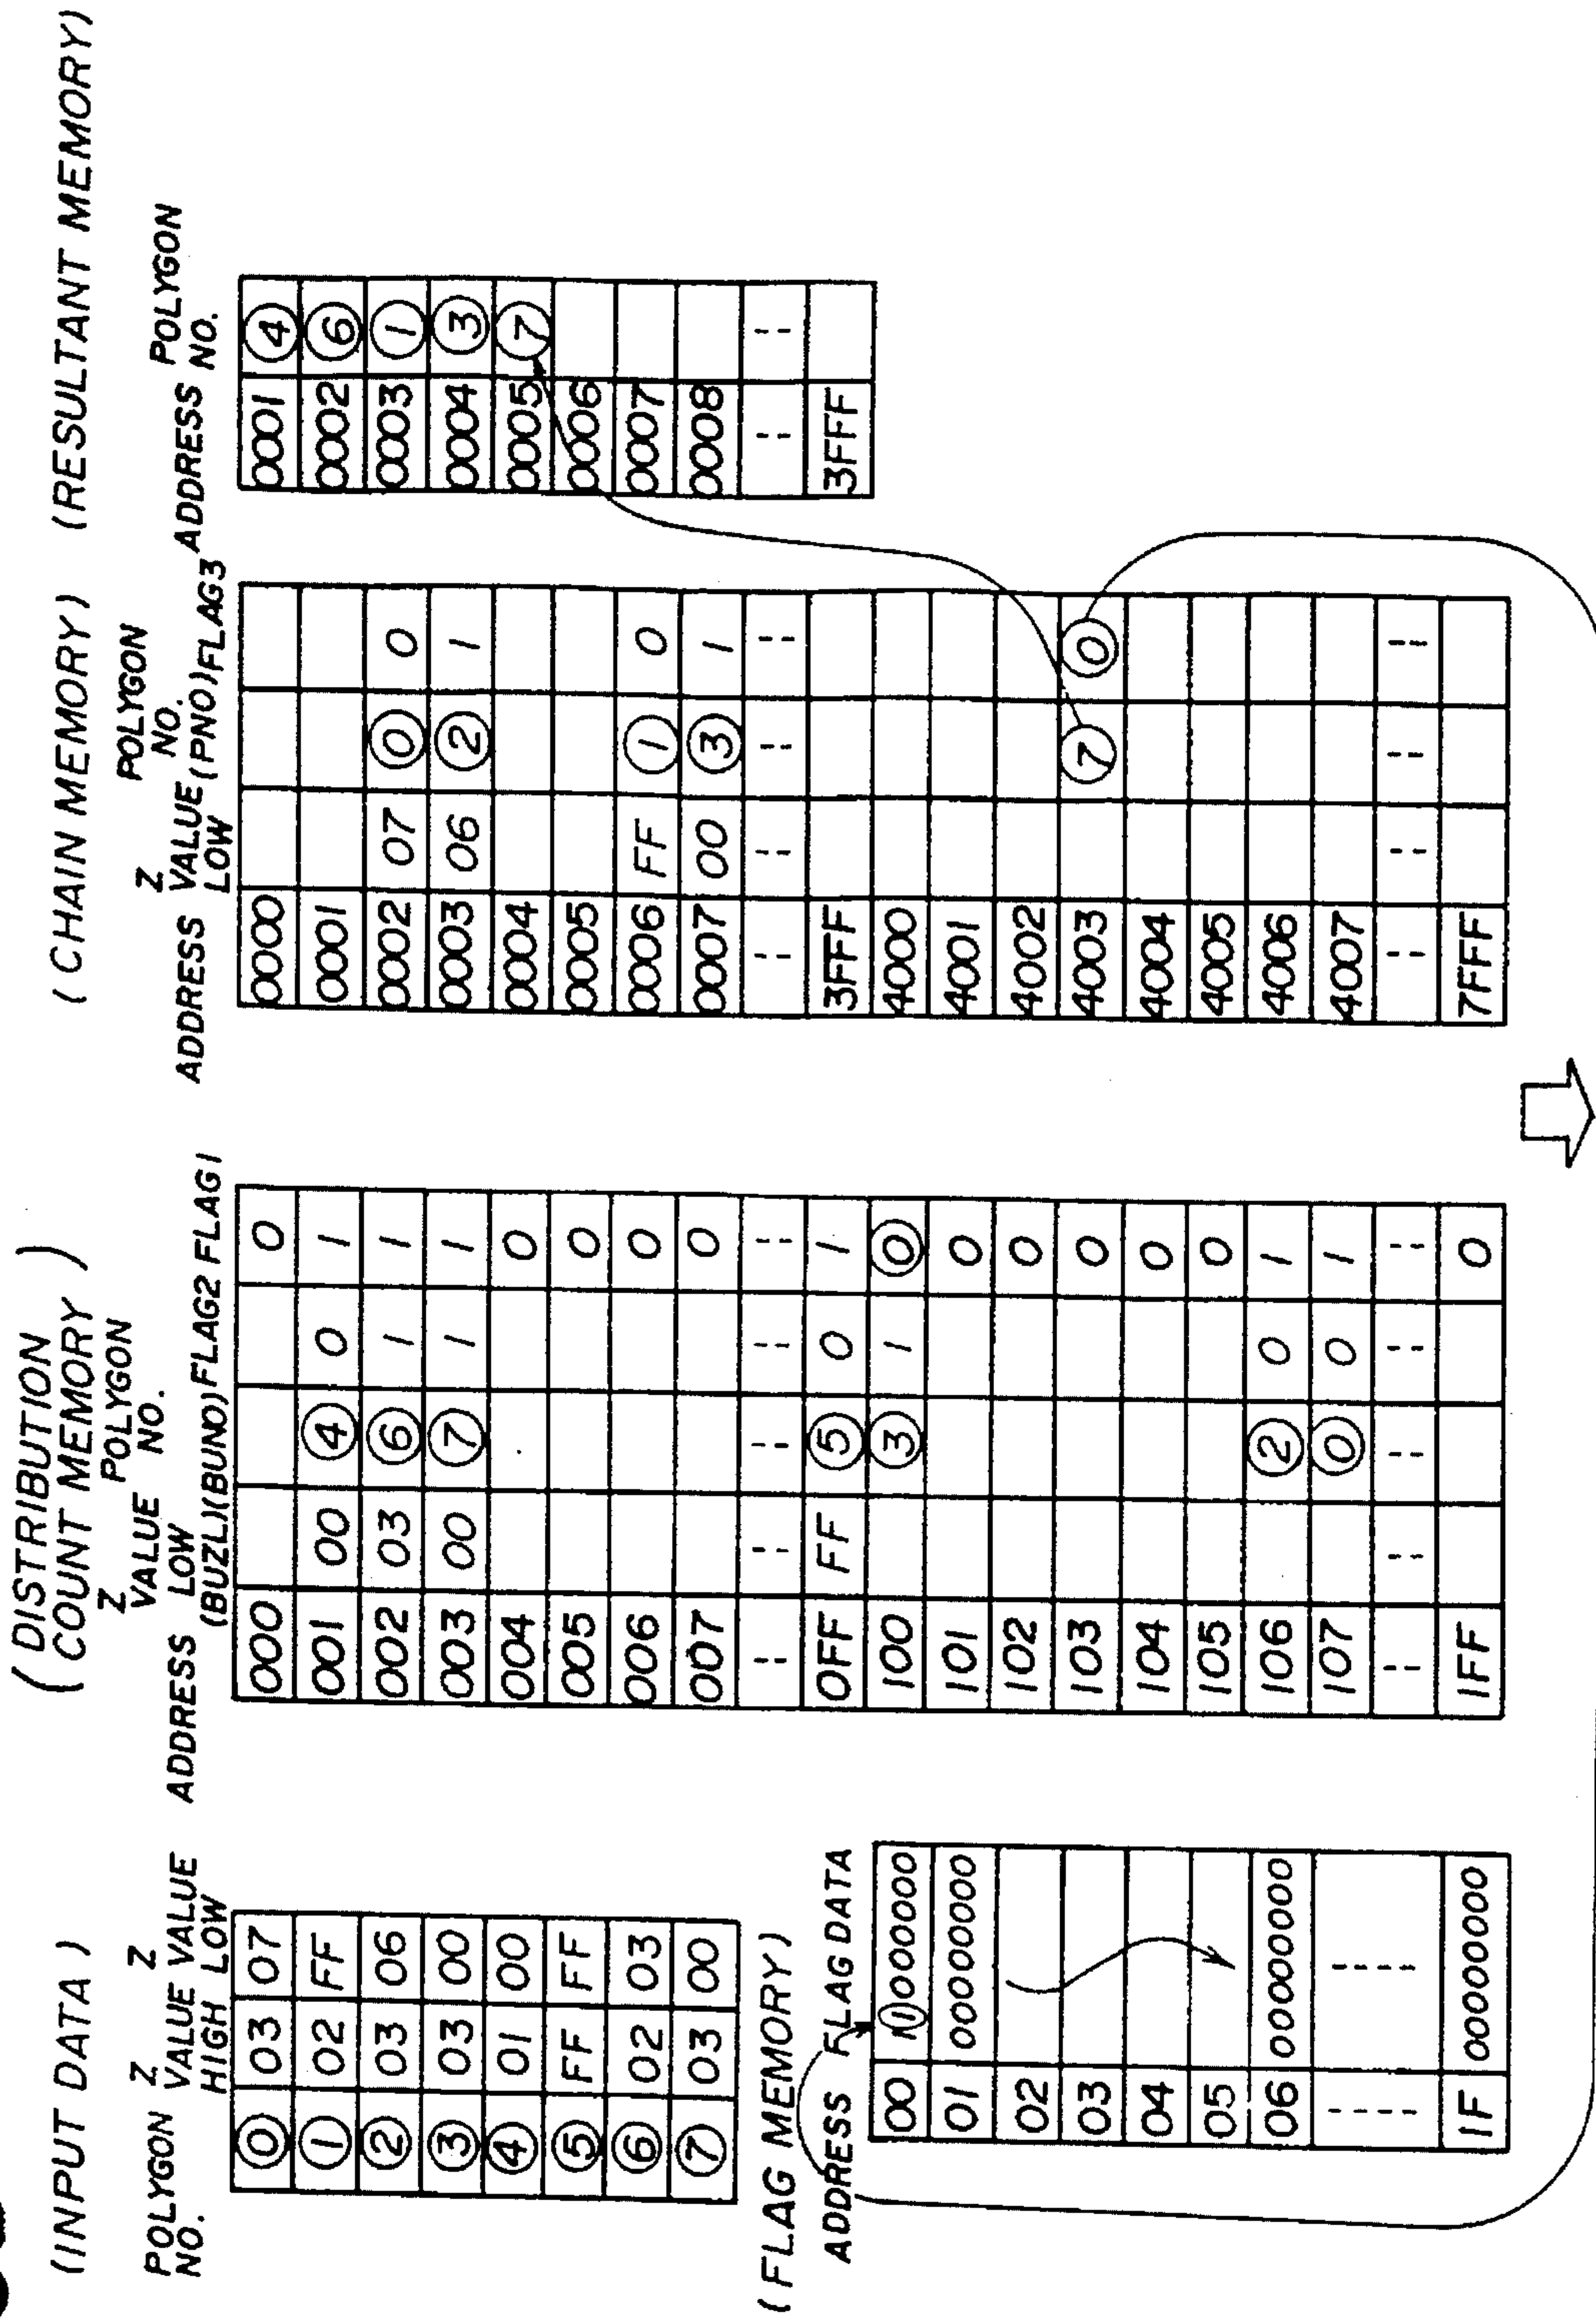 (INPUT DATA)
POLYGON NO. Z VALUE HIGH Z VALUE LOW
0 03 07
1 02 FF
2 03 06
3 03 00
4 01 00
5 FF FF
6 02 03
7 03 00
(FLAG MEMORY)
ADDRESS FLAG DATA
00 11000000
01 00000000
02
03
04
05
06 00000000
---- ----
1F 00000000
(DISTRIBUTION
COUNT MEMORY)
ADDRESS Z VALUE LOW (BUZL) POLYGON NO. (BUNO) FLAG2 FLAG1
000 0
001 00 4 0 1
002 03 6 1 1
003 00 7 1 1
004 0
005 0
006 0
007 0
-- -- -- -- --
0FF FF 5 0 1
100 3 1 0
101 0
102 0
103 0
104 0
105 0
106 2 0 1
107 0 0 1
-- -- -- -- --
1FF 0
(CHAIN MEMORY)
ADDRESS Z VALUE LOW POLYGON NO. (PNO) FLAG3
0000
0001
0002 07 0 0
0003 06 2 1
0004
0005
0006 FF 1 0
0007 00 3 1
-- -- -- --
3FFF
4000
4001
4002
4003 7 0
4004
4005
4006
4007
-- -- -- --
7FFF
(RESULTANT MEMORY)
ADDRESS POLYGON NO.
0001 4
0002 6
0003 1
0004 3
0005 7
0006
0007
0008
-- --
3FFF